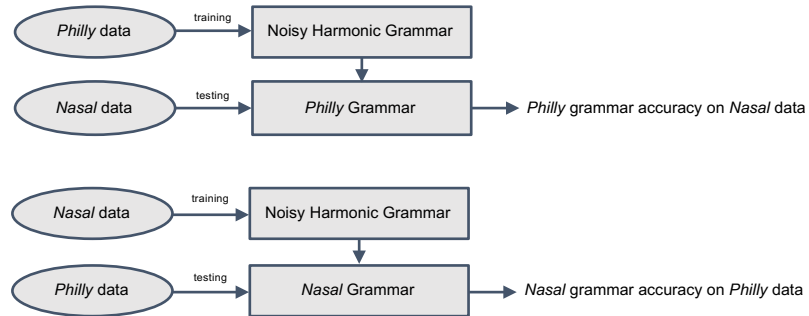 Philly data
training
Noisy Harmonic Grammar
Nasal data
testing
Philly Grammar
Philly grammar accuracy on Nasal data
Nasal data
training
Noisy Harmonic Grammar
Philly data
testing
Nasal Grammar
Nasal grammar accuracy on Philly data